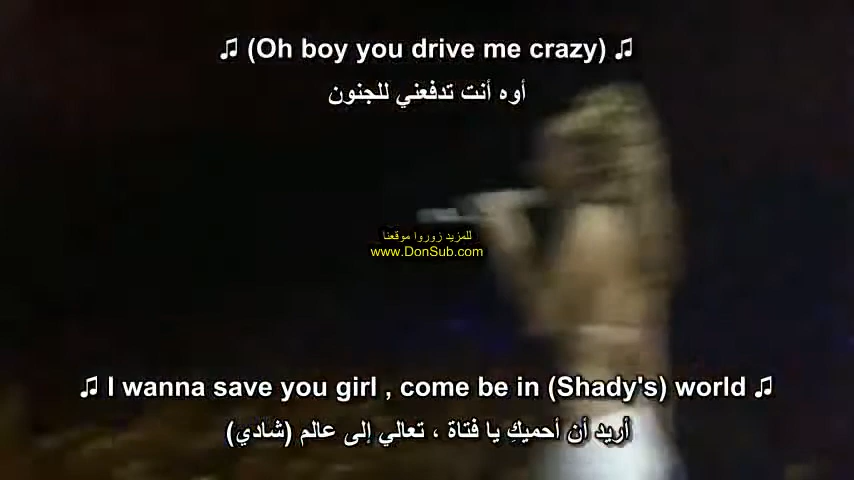 ♫ (Oh boy you drive me crazy) ♫
أوه أنت تدفعني للجنون
للمزيد زوروا موقعنا
www.DonSub.com
♫ I wanna save you girl , come be in (Shady's) world ♫
أريد أن أحميكِ يا فتاة ، تعالي إلى عالم (شادي)